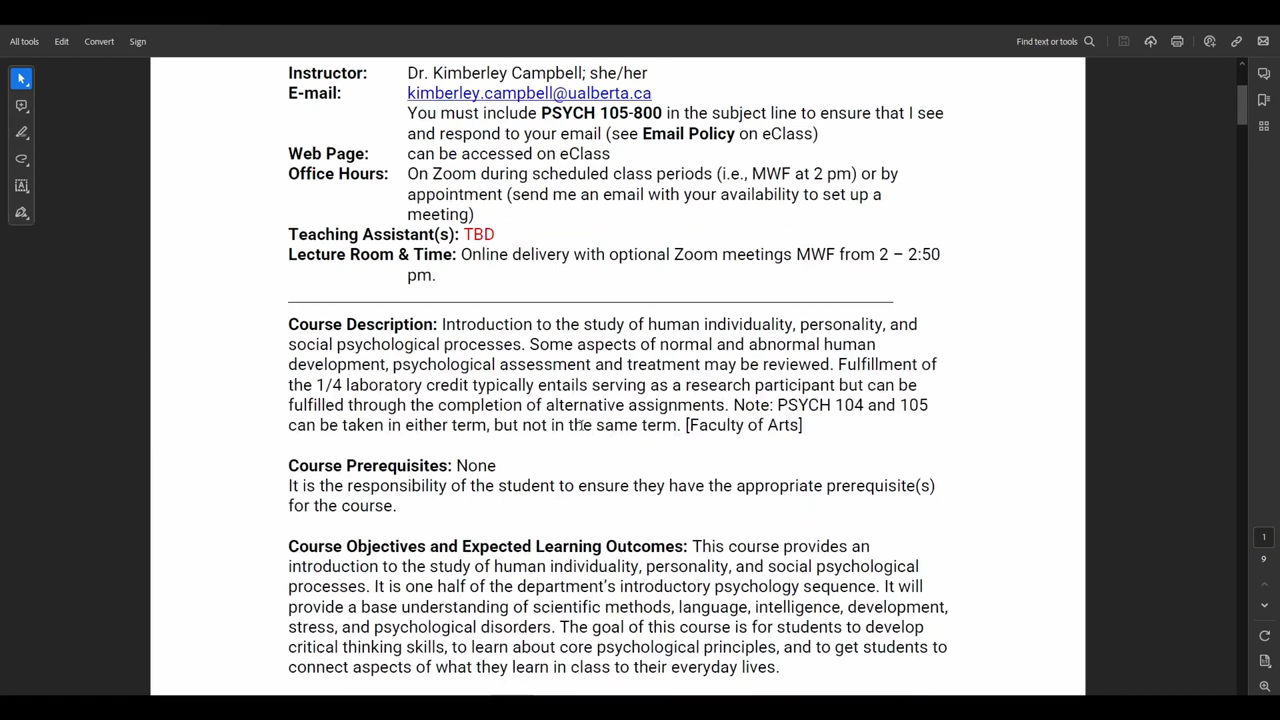 All tools Edit Convert Sign Find text or tools
Instructor: Dr. Kimberley Campbell; she/her
E-mail: kimberley.campbell@ualberta.ca
You must include PSYCH 105-800 in the subject line to ensure that I see
and respond to your email (see Email Policy on eClass)
Web Page: can be accessed on eClass
Office Hours: On Zoom during scheduled class periods (i.e., MWF at 2 pm) or by
appointment (send me an email with your availability to set up a
meeting)
Teaching Assistant(s): TBD
Lecture Room & Time: Online delivery with optional Zoom meetings MWF from 2 – 2:50
pm.
Course Description: Introduction to the study of human individuality, personality, and
social psychological processes. Some aspects of normal and abnormal human
development, psychological assessment and treatment may be reviewed. Fulfillment of
the 1/4 laboratory credit typically entails serving as a research participant but can be
fulfilled through the completion of alternative assignments. Note: PSYCH 104 and 105
can be taken in either term, but not in the same term. [Faculty of Arts]
Course Prerequisites: None
It is the responsibility of the student to ensure they have the appropriate prerequisite(s)
for the course.
Course Objectives and Expected Learning Outcomes: This course provides an
introduction to the study of human individuality, personality, and social psychological
processes. It is one half of the department's introductory psychology sequence. It will
provide a base understanding of scientific methods, language, intelligence, development,
stress, and psychological disorders. The goal of this course is for students to develop
critical thinking skills, to learn about core psychological principles, and to get students to
connect aspects of what they learn in class to their everyday lives.
1
9